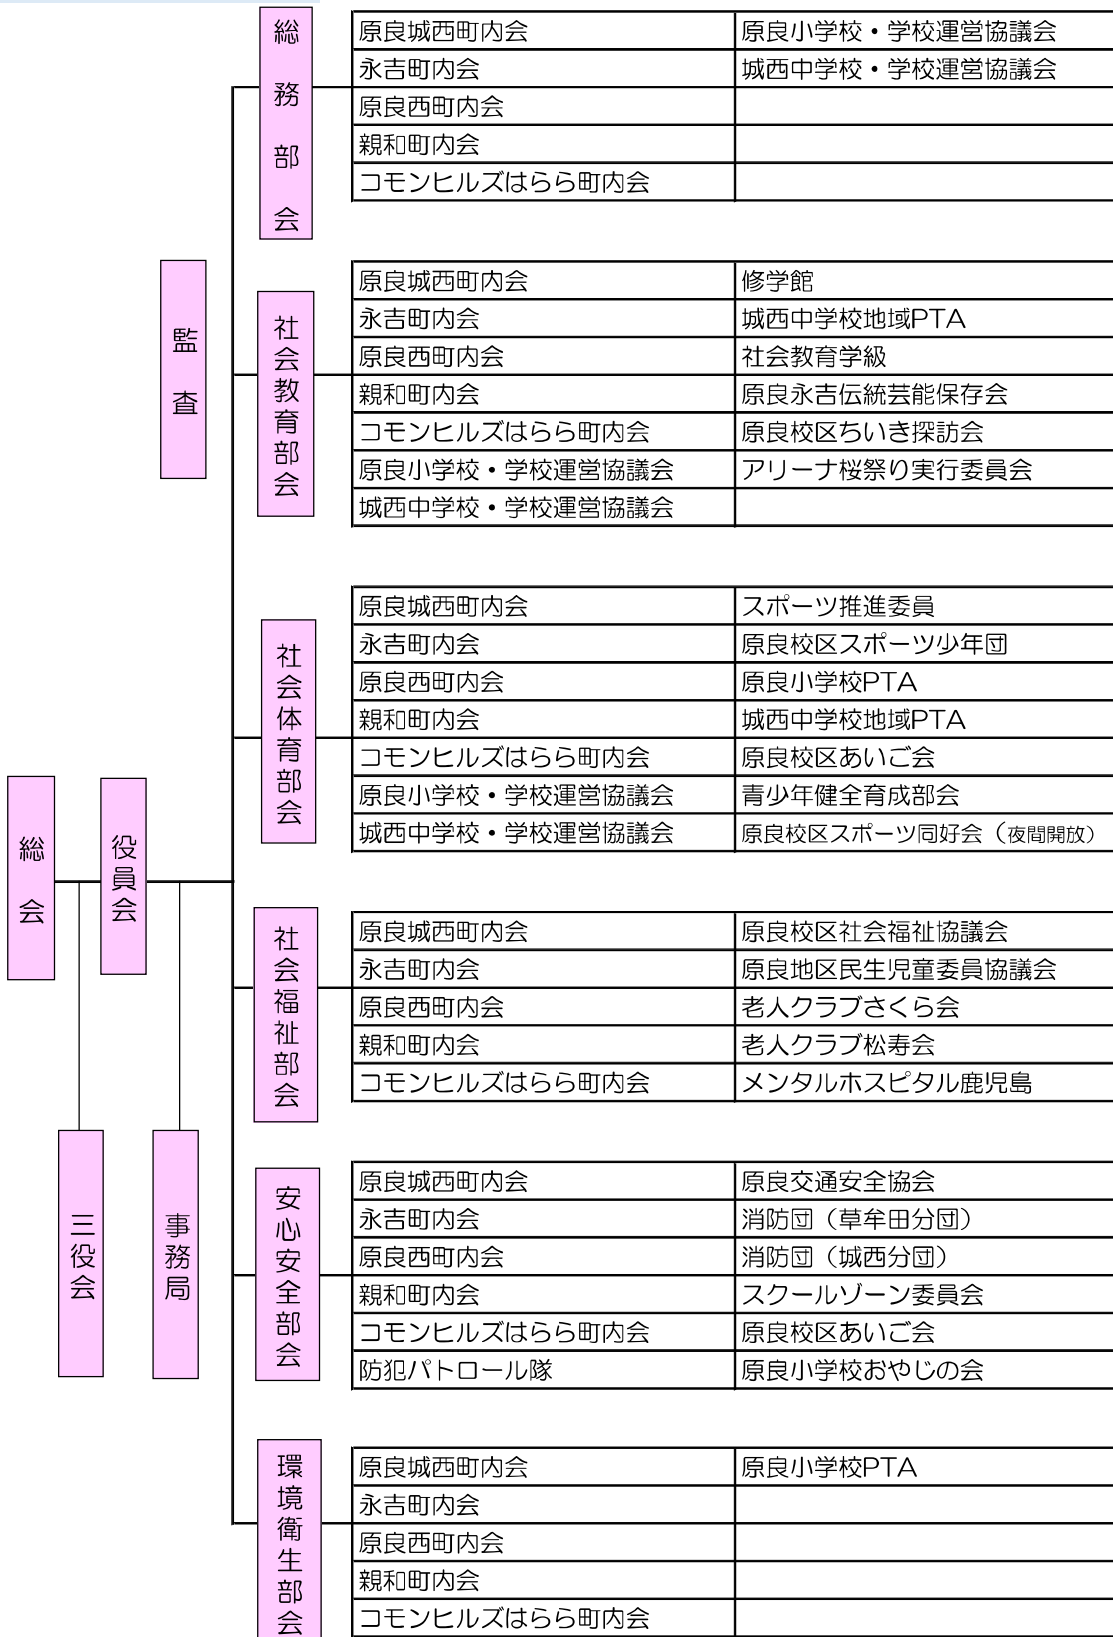 総会
役員会
三役会
事務局
監査
総務部会
原良城西町内会 原良小学校・学校運営協議会
永吉町内会 城西中学校・学校運営協議会
原良西町内会
親和町内会
コモンヒルズはらら町内会
社会教育部会
原良城西町内会 修学館
永吉町内会 城西中学校地域PTA
原良西町内会 社会教育学級
親和町内会 原良永吉伝統芸能保存会
コモンヒルズはらら町内会 原良校区ちいき探訪会
原良小学校・学校運営協議会 アリーナ桜祭り実行委員会
城西中学校・学校運営協議会
社会体育部会
原良城西町内会 スポーツ推進委員
永吉町内会 原良校区スポーツ少年団
原良西町内会 原良小学校PTA
親和町内会 城西中学校地域PTA
コモンヒルズはらら町内会 原良校区あいご会
原良小学校・学校運営協議会 青少年健全育成部会
城西中学校・学校運営協議会 原良校区スポーツ同好会（夜間開放）
社会福祉部会
原良城西町内会 原良校区社会福祉協議会
永吉町内会 原良地区民生児童委員協議会
原良西町内会 老人クラブさくら会
親和町内会 老人クラブ松寿会
コモンヒルズはらら町内会 メンタルホスピタル鹿児島
安心安全部会
原良城西町内会 原良交通安全協会
永吉町内会 消防団（草牟田分団）
原良西町内会 消防団（城西分団）
親和町内会 スクールゾーン委員会
コモンヒルズはらら町内会 原良校区あいご会
防犯パトロール隊 原良小学校おやじの会
環境衛生部会
原良城西町内会 原良小学校PTA
永吉町内会
原良西町内会
親和町内会
コモンヒルズはらら町内会